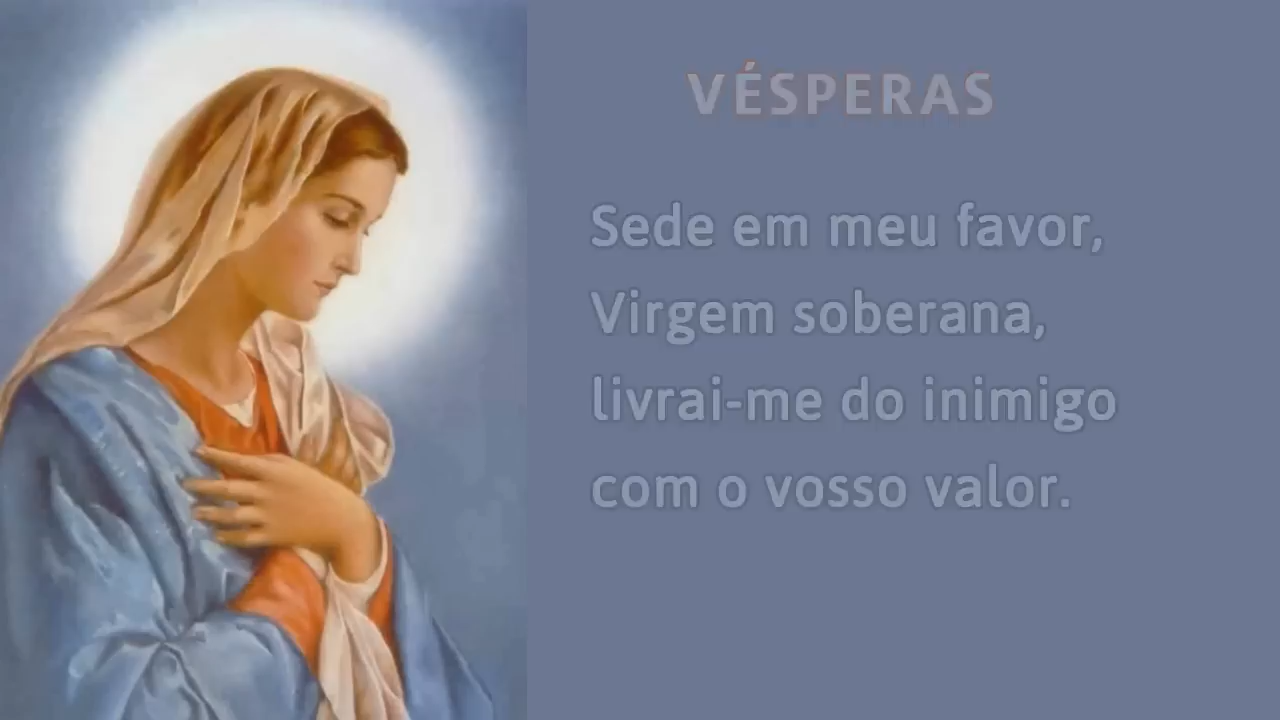 VÉSPERAS
Sede em meu favor,
Virgem soberana,
livrai-me do inimigo
com o vosso valor.